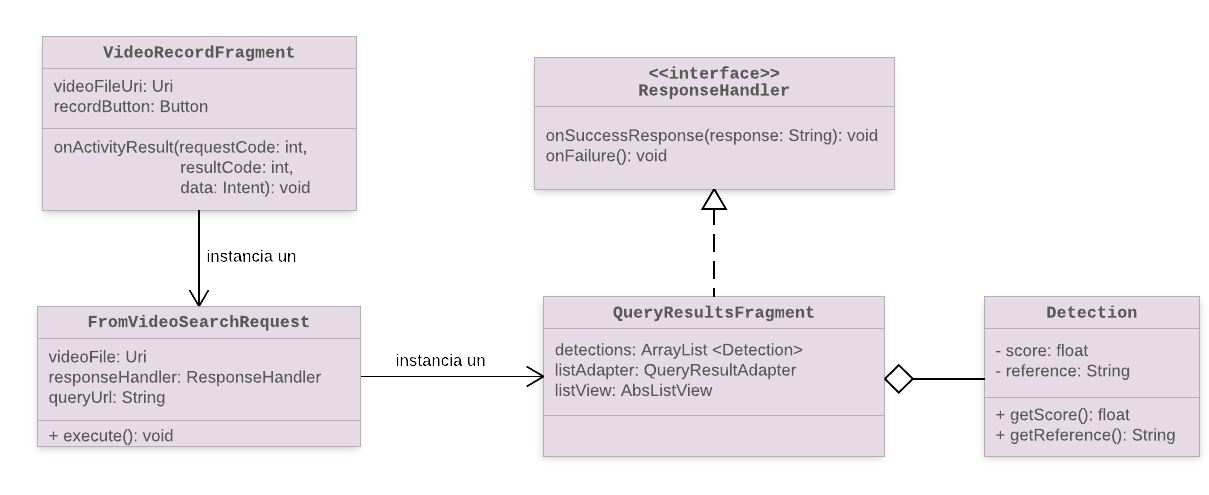 VideoRecordFragment
videoFileUri: Uri
recordButton: Button
onActivityResult(requestCode: int,
resultCode: int,
data: Intent): void
<<interface>>
ResponseHandler
onSuccessResponse(response: String): void
onFailure(): void
instancia un
FromVideoSearchRequest
videoFile: Uri
responseHandler: ResponseHandler
queryUrl: String
+ execute(): void
instancia un
QueryResultsFragment
detections: ArrayList <Detection>
listAdapter: QueryResultAdapter
listView: AbsListView
Detection
- score: float
- reference: String
+ getScore(): float
+ getReference(): String